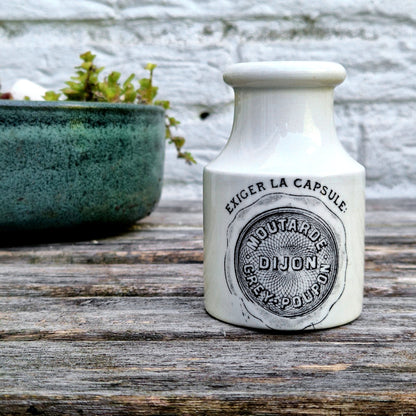 EXIGER LA CAPSULE
MOUTARDE
DIJON
GREY-POUPON